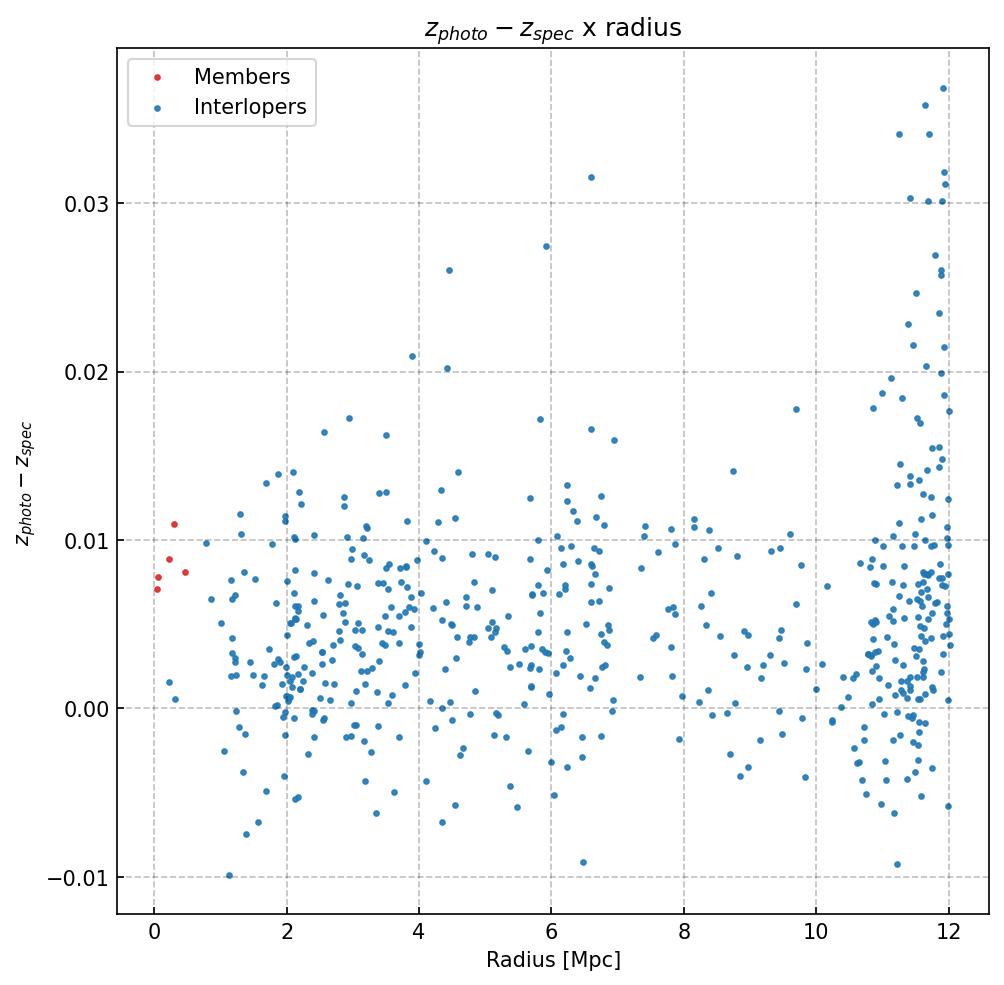 z_photo − z_spec x radius
Members
Interlopers
z_photo − z_spec
0.03
0.02
0.01
0.00
−0.01
0 2 4 6 8 10 12
Radius [Mpc]